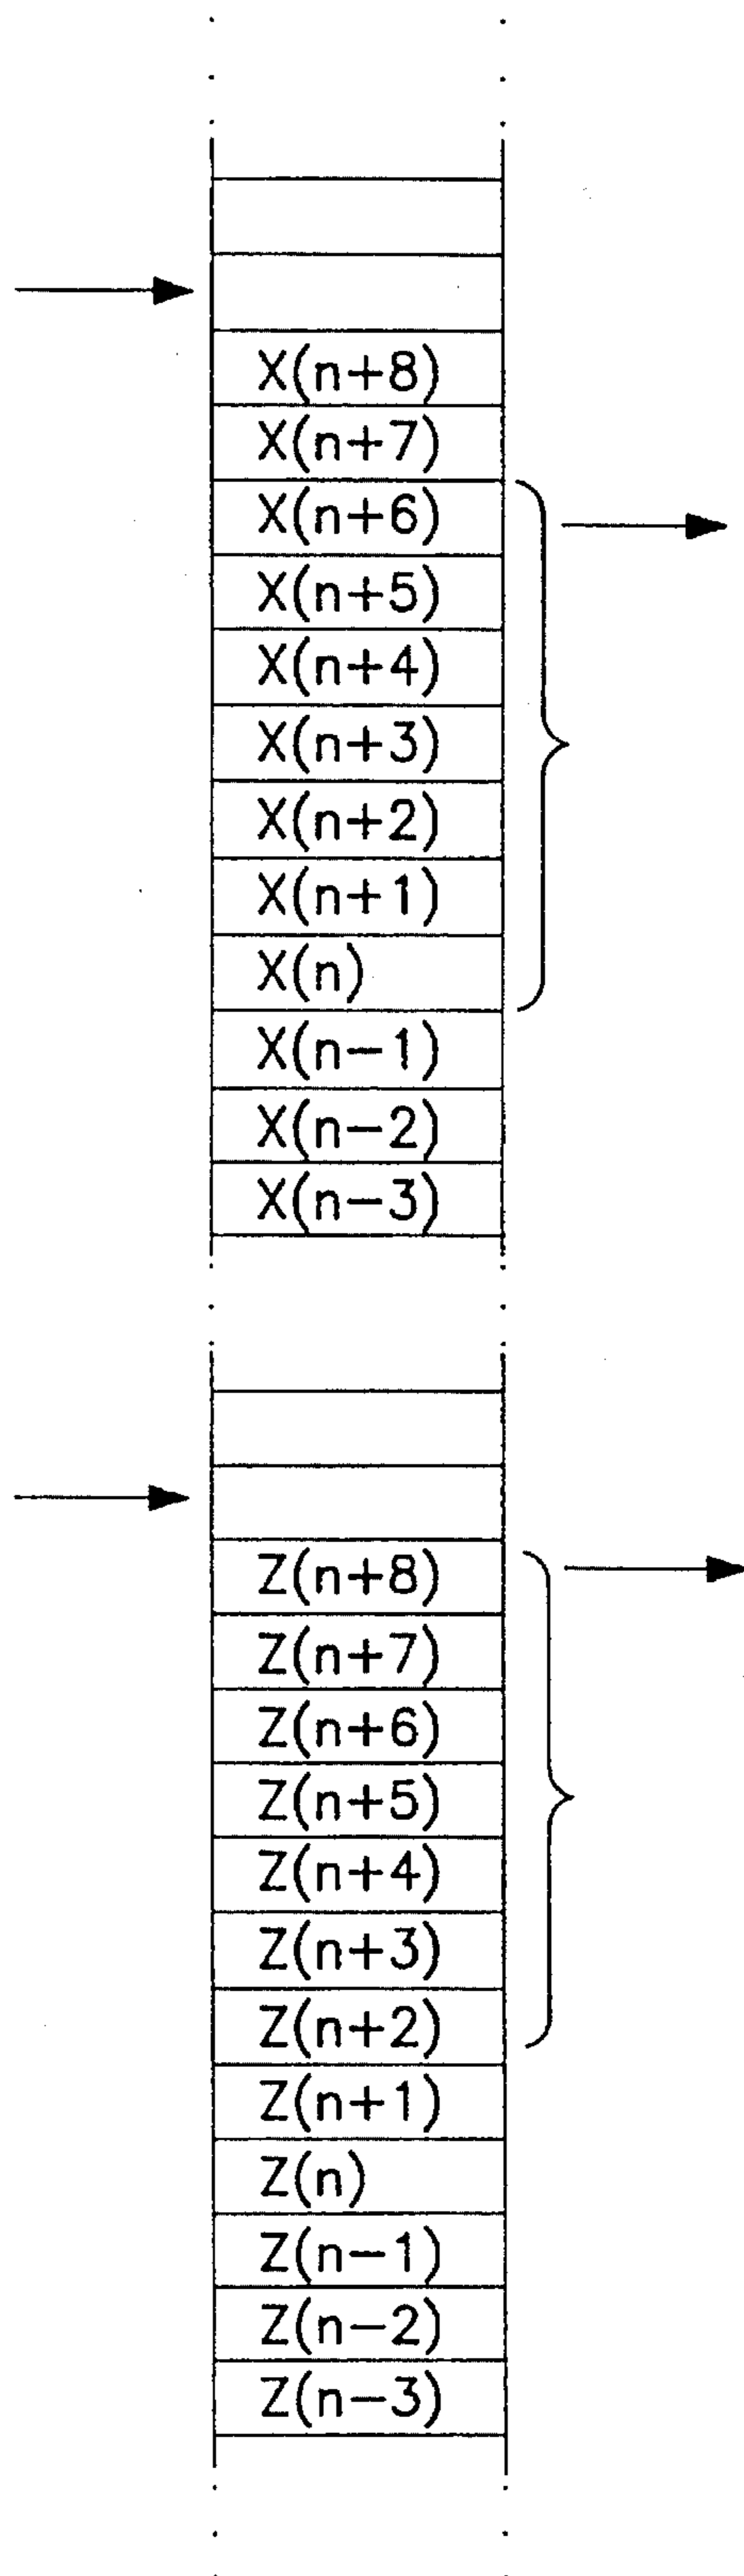 X(n+8)
X(n+7)
X(n+6)
X(n+5)
X(n+4)
X(n+3)
X(n+2)
X(n+1)
X(n)
X(n-1)
X(n-2)
X(n-3)
Z(n+8)
Z(n+7)
Z(n+6)
Z(n+5)
Z(n+4)
Z(n+3)
Z(n+2)
Z(n+1)
Z(n)
Z(n-1)
Z(n-2)
Z(n-3)